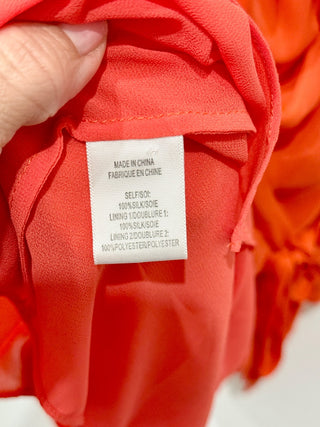 MADE IN CHINA
FABRIQUE EN CHINE
SELF/SOI:
100%SILK/SOIE
LINING 1/DOUBLURE 1:
100%SILK/SOIE
LINING 2/DOUBLURE 2:
100%POLYESTER/POLYESTER